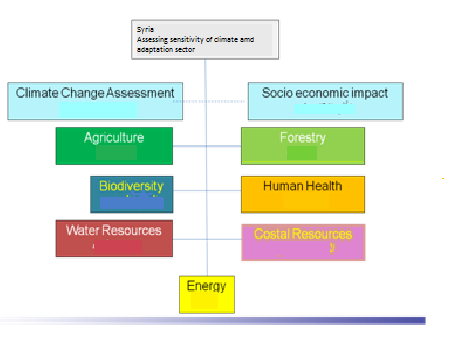 Syria
Assessing sensitivity of climate amd
adaptation sector
Climate Change Assessment
Socio economic impact
Agriculture
Forestry
Biodiversity
Human Health
Water Resources
Costal Resources
Energy